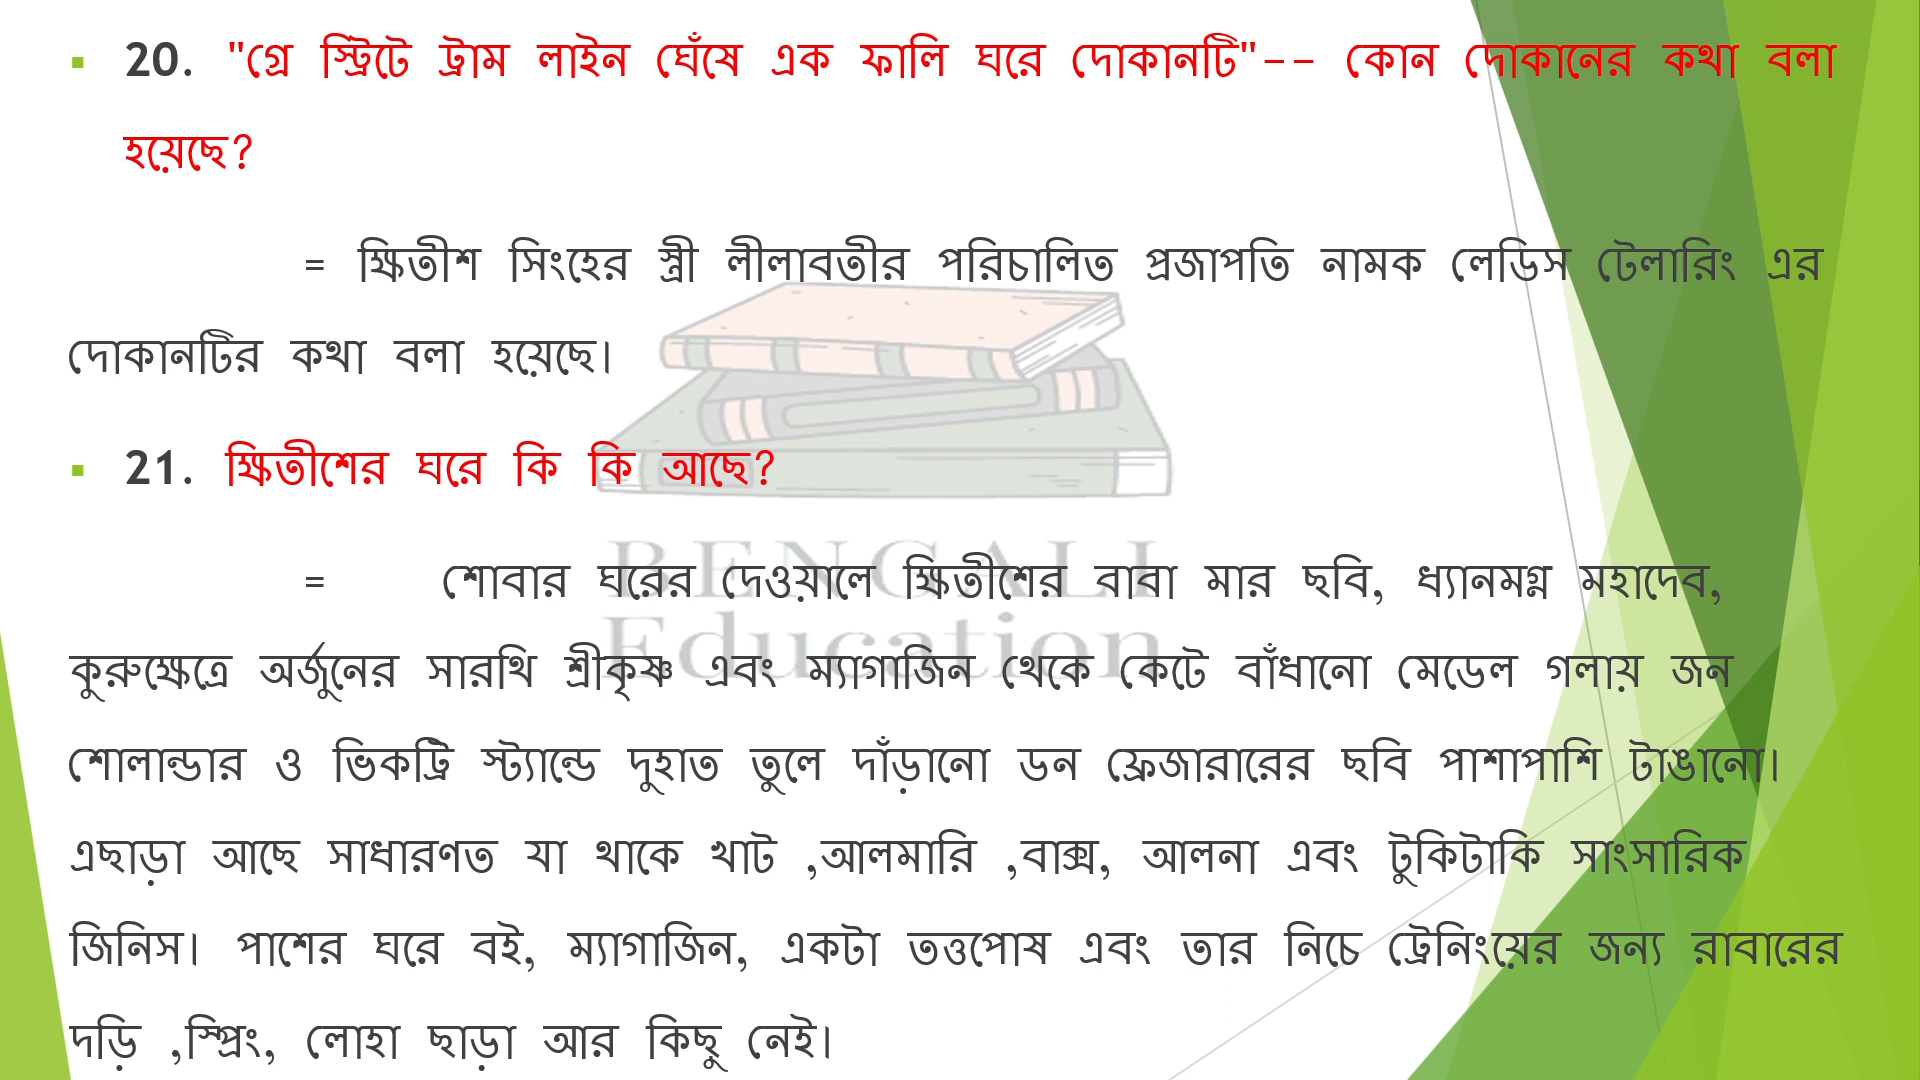 20. "গ্রে স্ট্রিটে ট্রাম লাইন ঘেঁষে এক ফালি ঘরে দোকানটি"-- কোন দোকানের কথা বলা
হয়েছে?
= ক্ষিতীশ সিংহের স্ত্রী লীলাবতীর পরিচালিত প্রজাপতি নামক লেডিস টেলারিং এর
দোকানটির কথা বলা হয়েছে।
21. ক্ষিতীশের ঘরে কি কি আছে?
= শোবার ঘরের দেওয়ালে ক্ষিতীশের বাবা মার ছবি, ধ্যানমগ্ন মহাদেব,
কুরুক্ষেত্রে অর্জুনের সারথি শ্রীকৃষ্ণ এবং ম্যাগাজিন থেকে কেটে বাঁধানো মেডেল গলায় জন
শোলান্ডার ও ভিকট্রি স্ট্যান্ডে দুহাত তুলে দাঁড়ানো ডন ফ্রেজারারের ছবি পাশাপাশি টাঙানো।
এছাড়া আছে সাধারণত যা থাকে খাট ,আলমারি ,বাক্স, আলনা এবং টুকিটাকি সাংসারিক
জিনিস। পাশের ঘরে বই, ম্যাগাজিন, একটা তত্তপোষ এবং তার নিচে ট্রেনিংয়ের জন্য রাবারের
দড়ি ,স্প্রিং, লোহা ছাড়া আর কিছু নেই।
BENGALI
Education